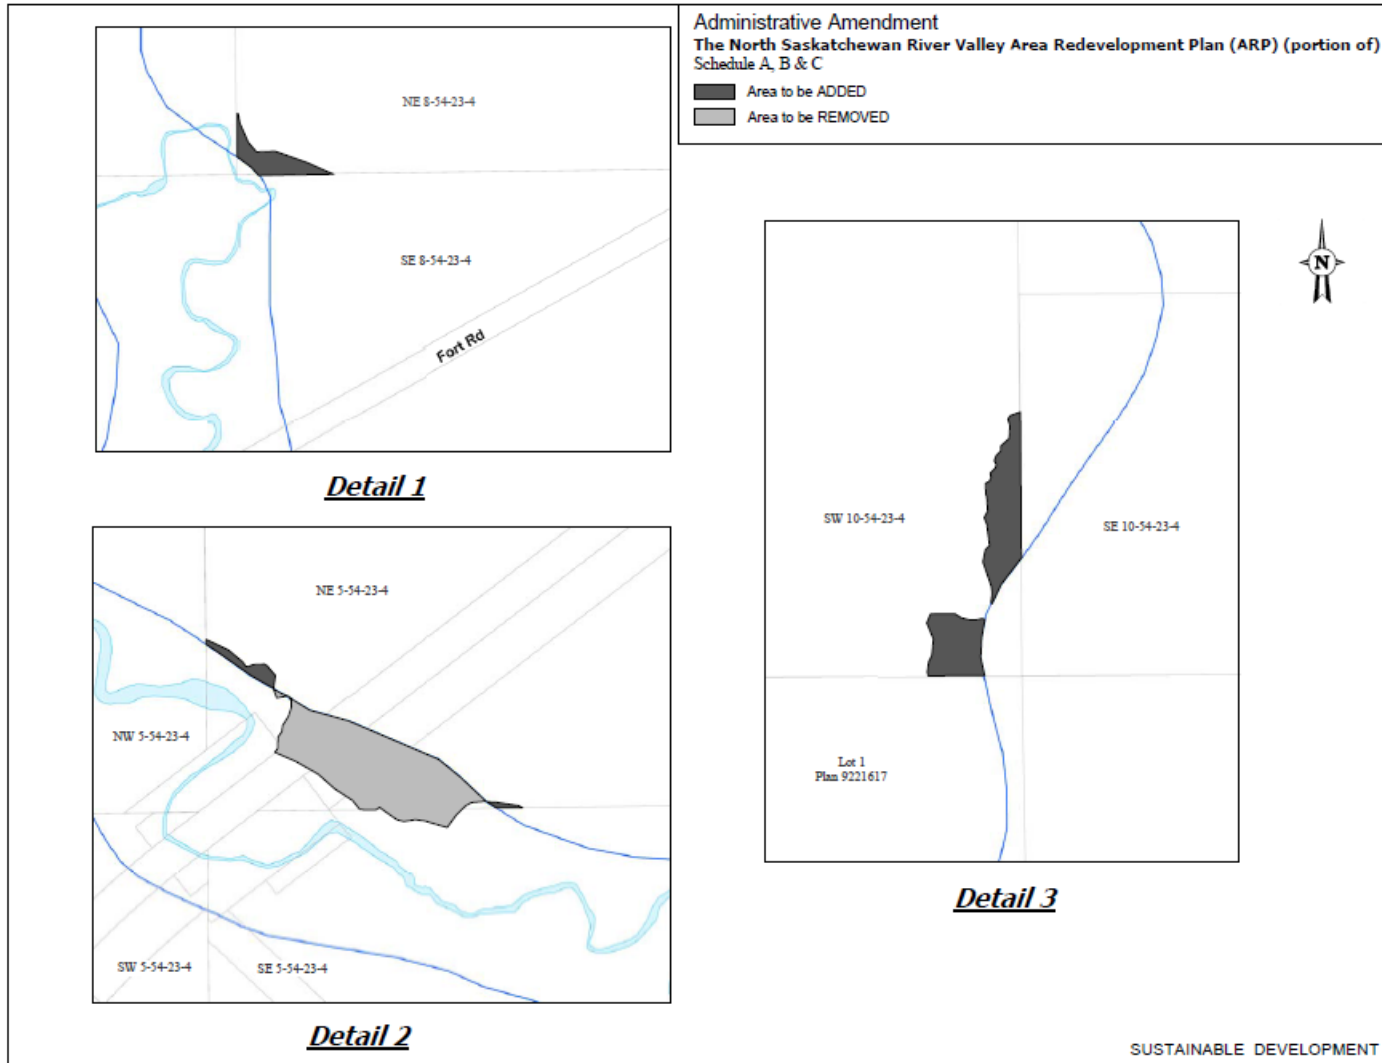 Administrative Amendment
The North Saskatchewan River Valley Area Redevelopment Plan (ARP) (portion of)
Schedule A, B & C
Area to be ADDED
Area to be REMOVED
NE 8-54-23-4
SE 8-54-23-4
Fort Rd
Detail 1
NE 5-54-23-4
NW 5-54-23-4
SW 5-54-23-4
SE 5-54-23-4
Detail 2
N
SW 10-54-23-4
SE 10-54-23-4
Lot 1
Plan 9221617
Detail 3
SUSTAINABLE DEVELOPMENT